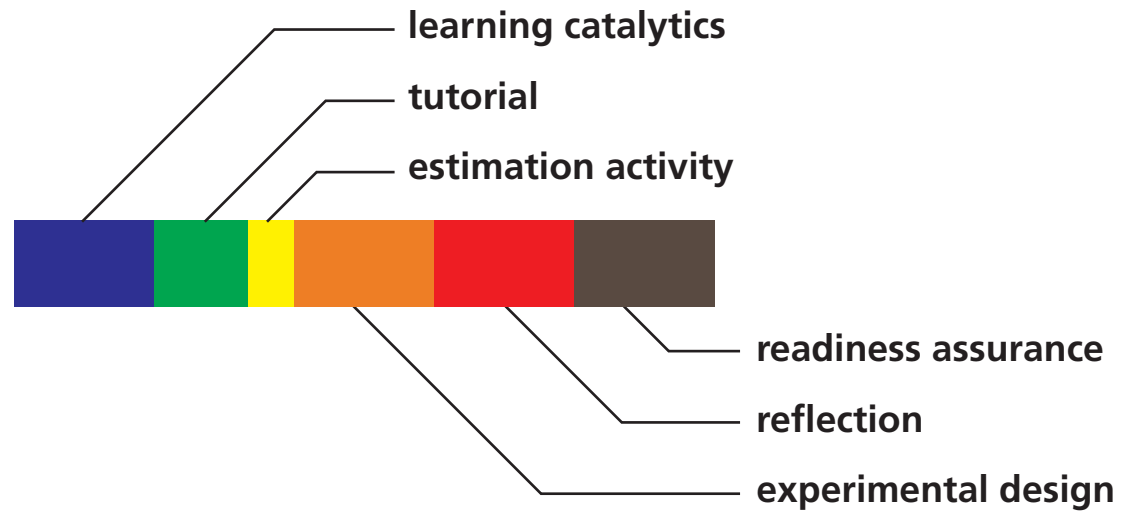 learning catalytics
tutorial
estimation activity
readiness assurance
reflection
experimental design